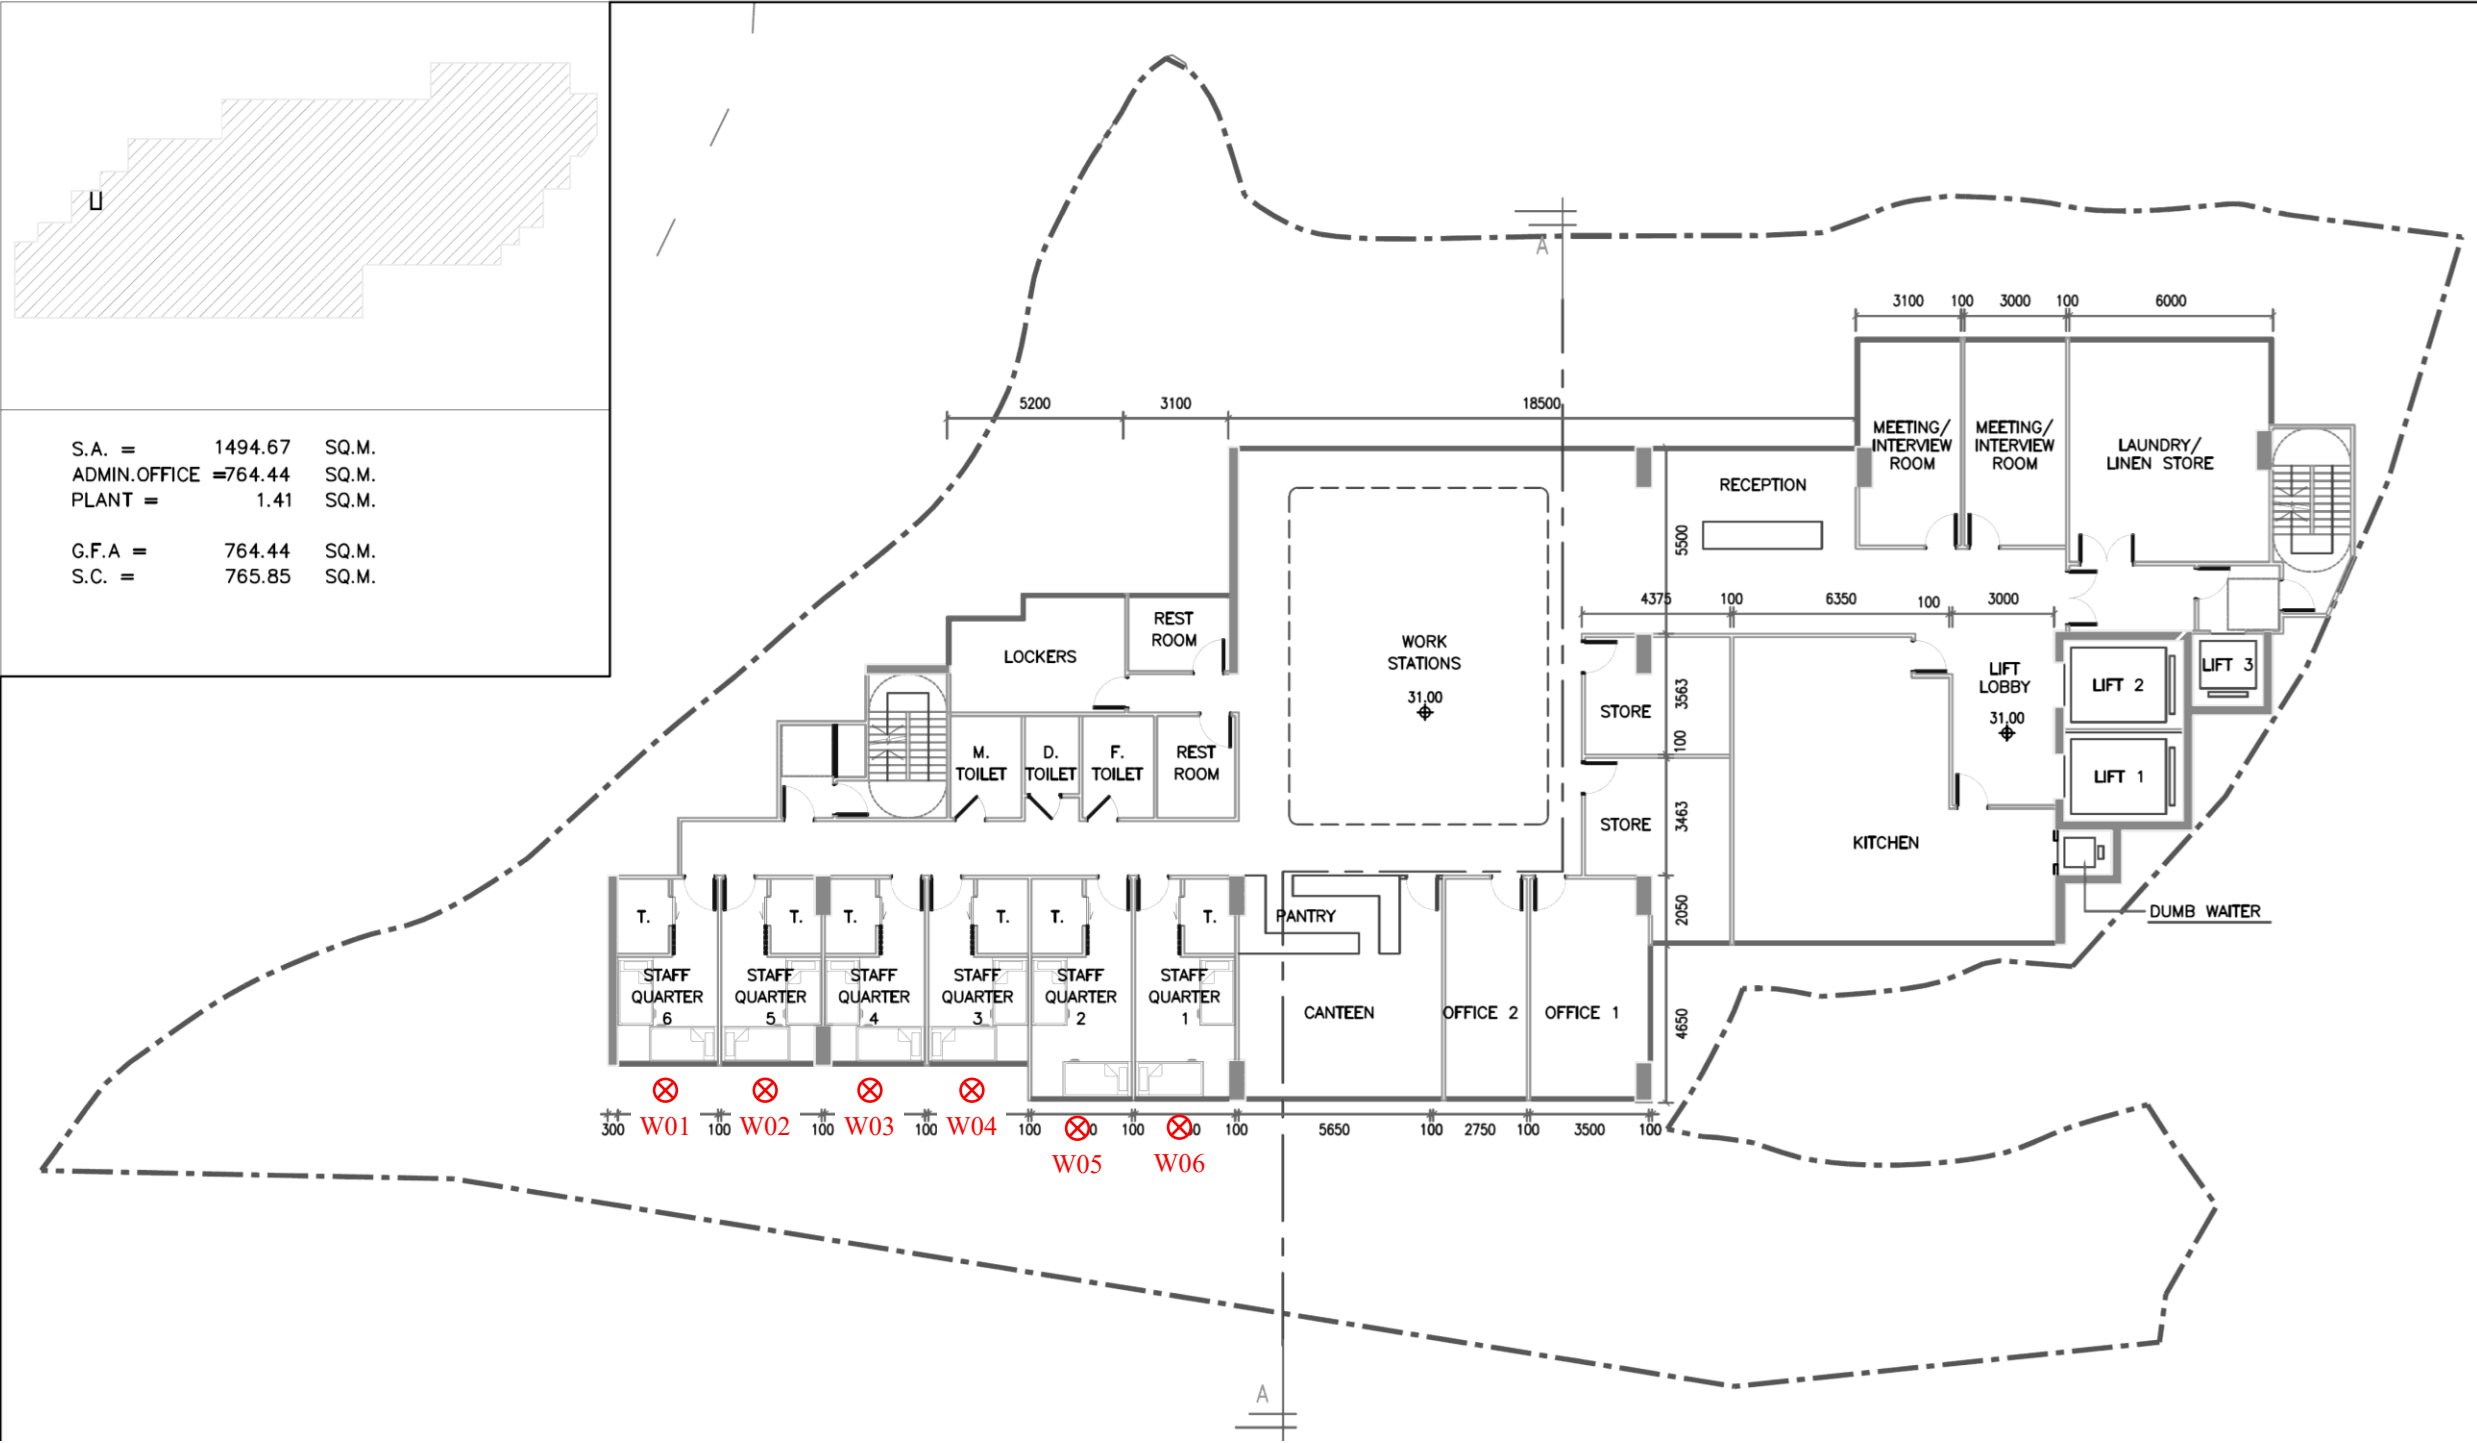 S.A. = 1494.67 SQ.M.
ADMIN.OFFICE =764.44 SQ.M.
PLANT = 1.41 SQ.M.
G.F.A = 764.44 SQ.M.
S.C. = 765.85 SQ.M.
A
3100 100 3000 100 6000
5200 3100 18500
MEETING/
INTERVIEW
ROOM
MEETING/
INTERVIEW
ROOM
LAUNDRY/
LINEN STORE
RECEPTION
5500
4375 100 6350 100 3000
REST
ROOM
LOCKERS
WORK
STATIONS
31.00
STORE
3563
100
LIFT
LOBBY
31.00
LIFT 3
LIFT 2
LIFT 1
M.
TOILET
D.
TOILET
F.
TOILET
REST
ROOM
STORE
3463
KITCHEN
T.
T.
T.
T.
T.
T.
PANTRY
2050
DUMB WAITER
STAFF
QUARTER
6
STAFF
QUARTER
5
STAFF
QUARTER
4
STAFF
QUARTER
3
STAFF
QUARTER
2
STAFF
QUARTER
1
CANTEEN
OFFICE 2
OFFICE 1
4650
300 W01 100 W02 100 W03 100 W04 100 100 100 5650 100 2750 100 3500 100
W05 W06
A